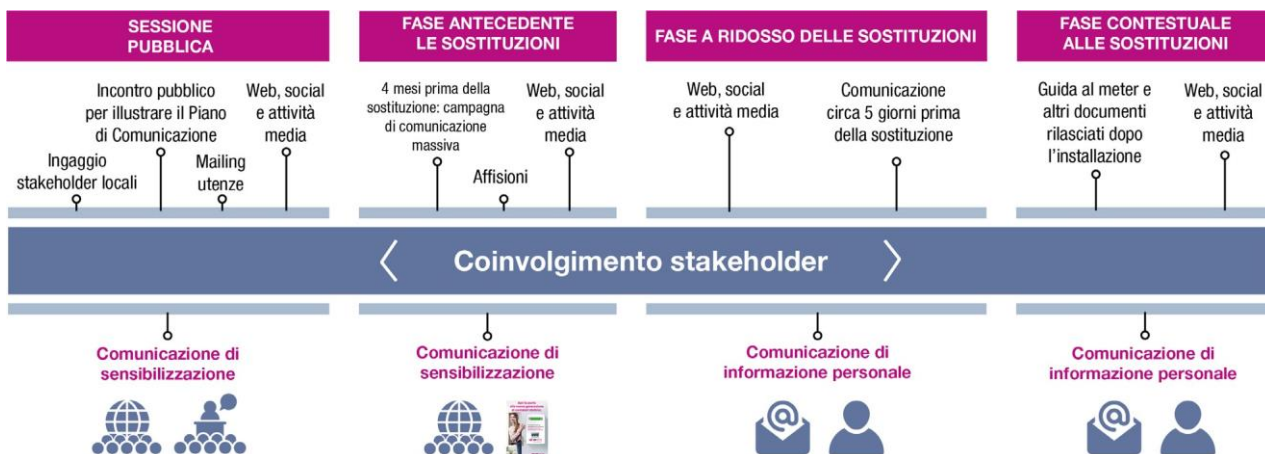 SESSIONE
PUBBLICA
FASE ANTECEDENTE
LE SOSTITUZIONI
FASE A RIDOSSO DELLE SOSTITUZIONI
FASE CONTESTUALE
ALLE SOSTITUZIONI
Incontro pubblico
per illustrare il Piano
di Comunicazione
Web, social
e attività
media
Ingaggio
stakeholder locali
Mailing
utenze
4 mesi prima della
sostituzione: campagna
di comunicazione
massiva
Web, social
e attività
media
Affisioni
Web, social
e attività media
Comunicazione
circa 5 giorni prima
della sostituzione
Guida al meter e
altri documenti
rilasciati dopo
l'installazione
Web, social
e attività
media
Coinvolgimento stakeholder
Comunicazione di
sensibilizzazione
Comunicazione di
sensibilizzazione
Comunicazione di
informazione personale
Comunicazione di
informazione personale